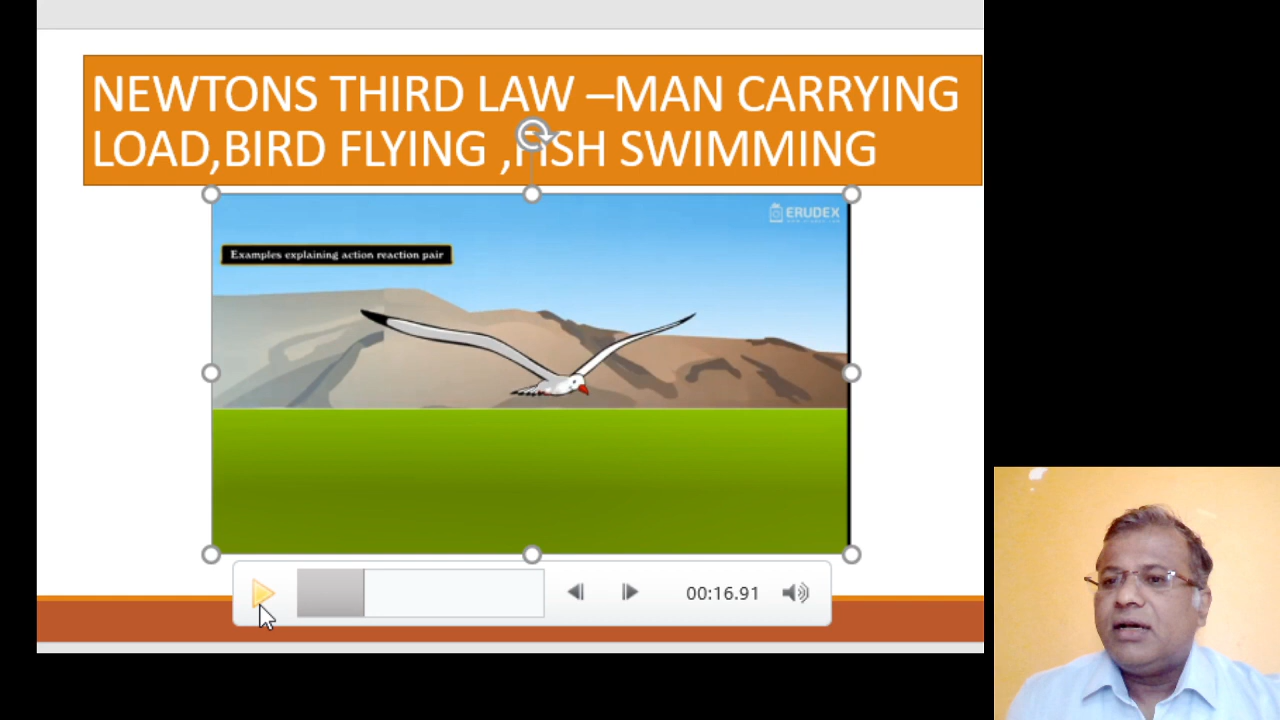 NEWTONS THIRD LAW –MAN CARRYING
LOAD,BIRD FLYING ,FISH SWIMMING
ERUDEX
Examples explaining action reaction pair
00:16.91